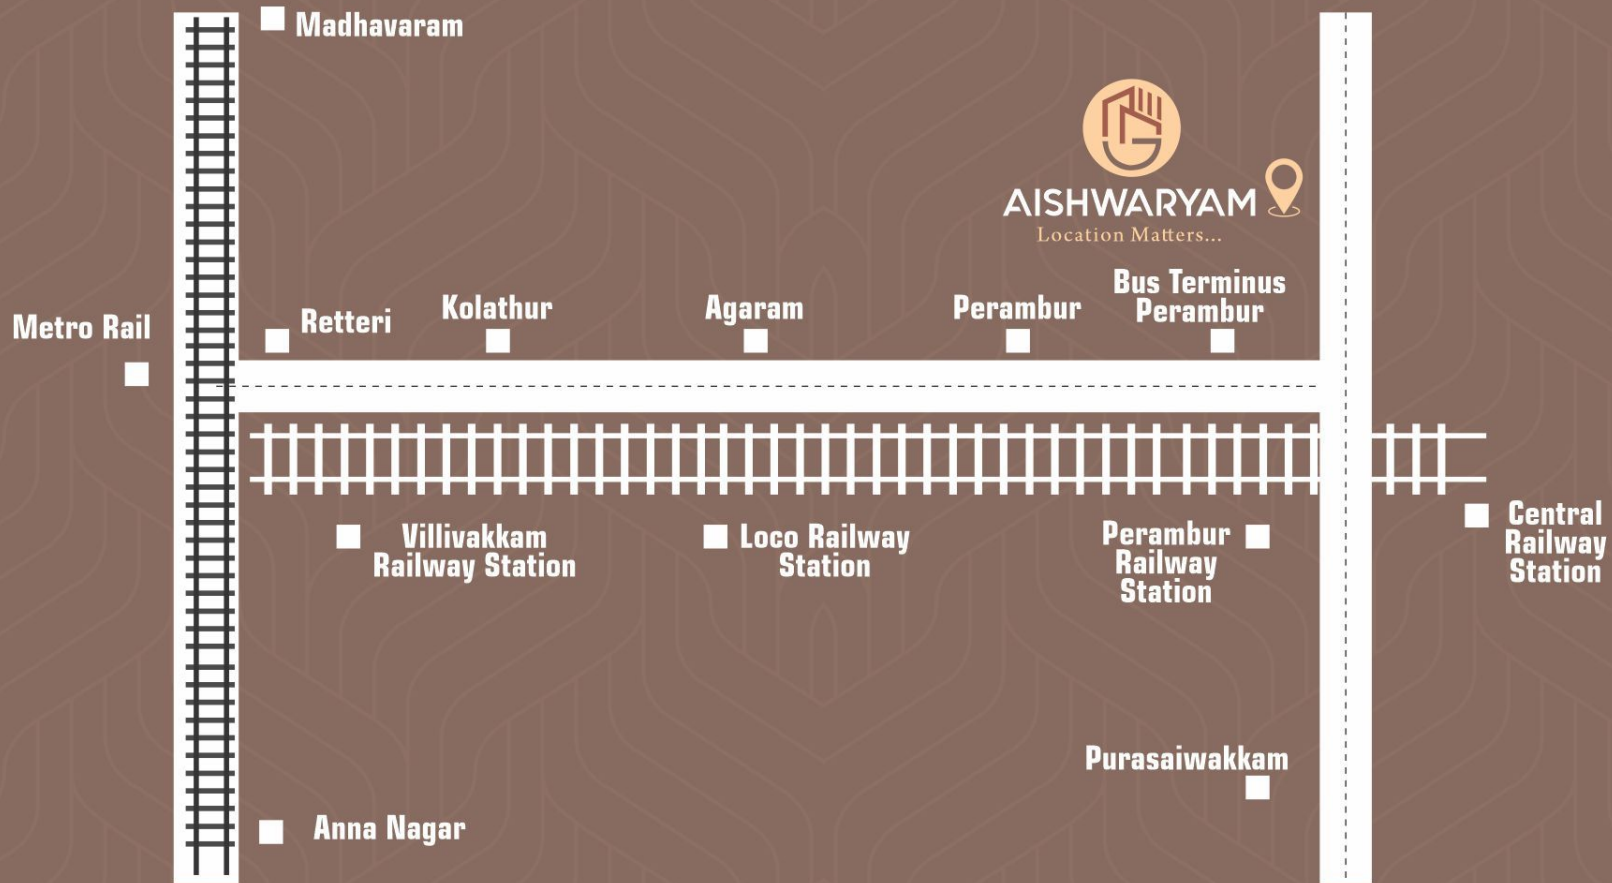 Madhavaram
AISHWARYAM
Location Matters...
Metro Rail
Retteri
Kolathur
Agaram
Perambur
Bus Terminus
Perambur
Villivakkam
Railway Station
Loco Railway
Station
Perambur
Railway
Station
Central
Railway
Station
Purasaiwakkam
Anna Nagar